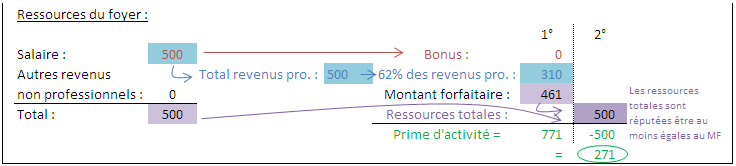 Ressources du foyer :
1° 2°
Salaire : 500 Bonus : 0
Autres revenus Total revenus pro. : 500 62% des revenus pro. : 310
non professionnels : 0 Montant forfaitaire : 461
Total : 500 Ressources totales : 500
Prime d'activité = 771 -500
= 271
Les ressources
totales sont
réputées être au
moins égales au MF